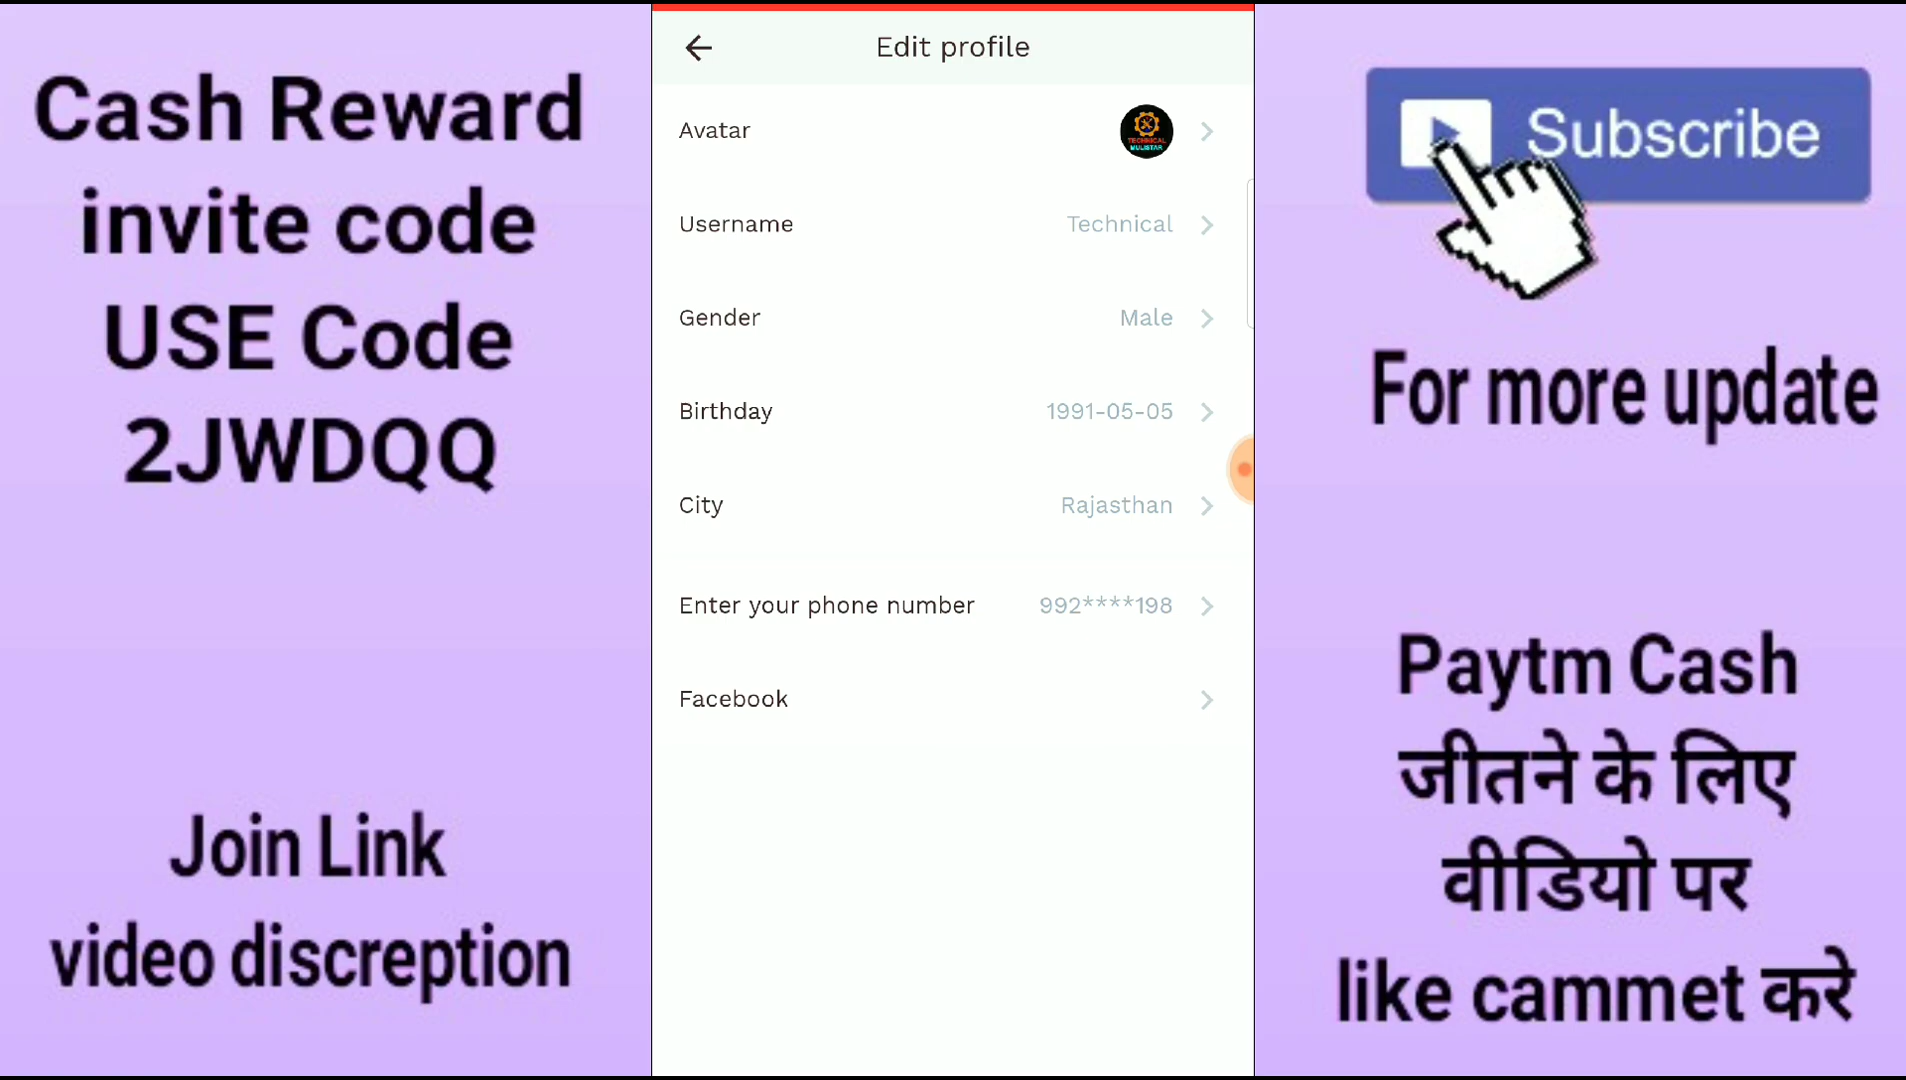 Cash Reward
invite code
USE Code
2JWDQQ
Join Link
video discreption
Edit profile
Avatar
TECHNICAL
MULISTAR
Username Technical
Gender Male
Birthday 1991-05-05
City Rajasthan
Enter your phone number 992****198
Facebook
Subscribe
For more update
Paytm Cash
जीतने के लिए
वीडियो पर
like cammet करे